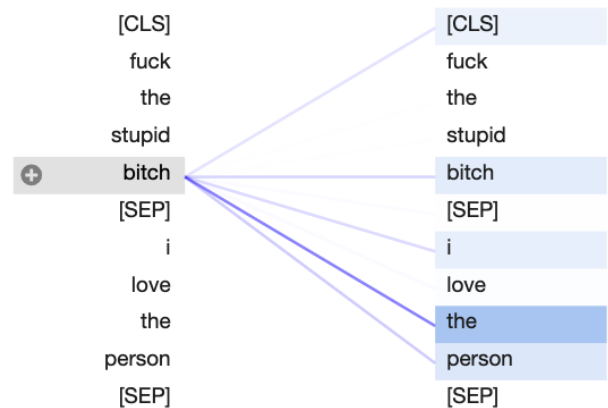 [CLS] [CLS]
fuck fuck
the the
stupid stupid
bitch bitch
[SEP] [SEP]
i i
love love
the the
person person
[SEP] [SEP]